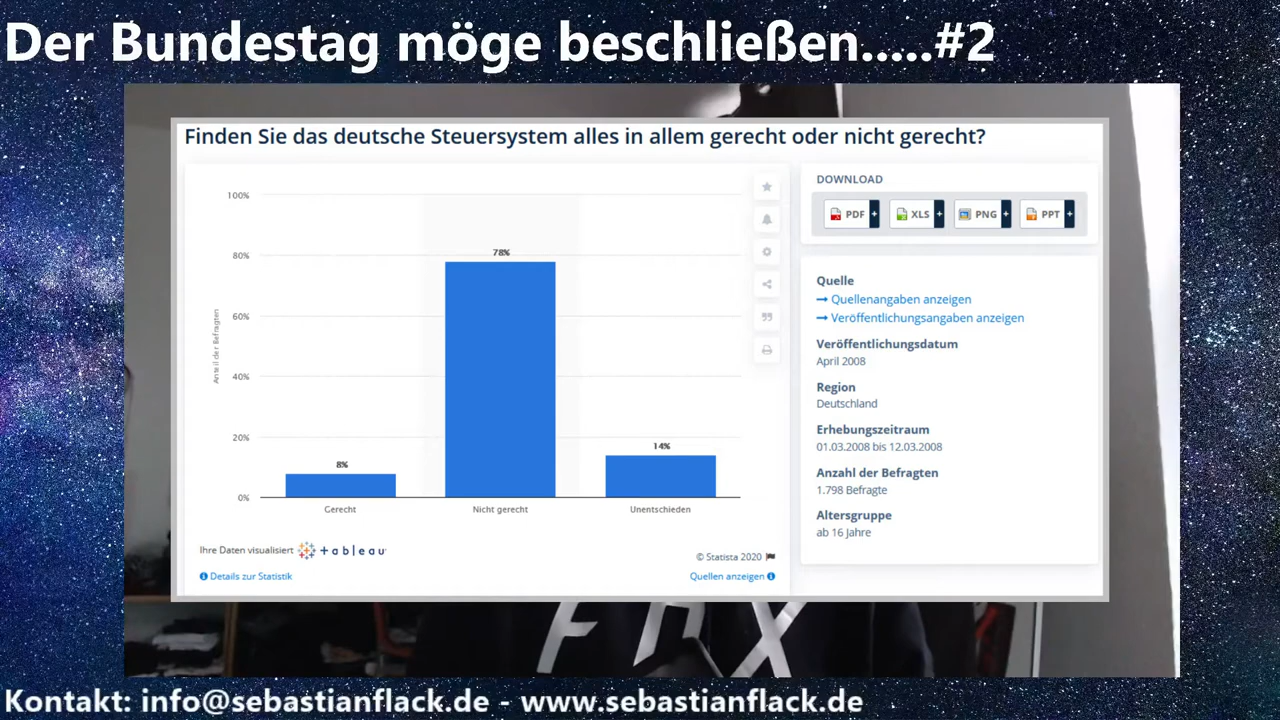 Der Bundestag möge beschließen.....#2
Finden Sie das deutsche Steuersystem alles in allem gerecht oder nicht gerecht?
Anteil der Befragten
100%
80%
60%
40%
20%
0%
8%
78%
14%
Gerecht
Nicht gerecht
Unentschieden
Ihre Daten visualisiert +ableau
© Statista 2020
Details zur Statistik
Quellen anzeigen
DOWNLOAD
PDF + XLS + PNG + PPT +
Quelle
Quellenangaben anzeigen
Veröffentlichungsangaben anzeigen
Veröffentlichungsdatum
April 2008
Region
Deutschland
Erhebungszeitraum
01.03.2008 bis 12.03.2008
Anzahl der Befragten
1.798 Befragte
Altersgruppe
ab 16 Jahre
FOX
Kontakt: info@sebastianflack.de - www.sebastianflack.de